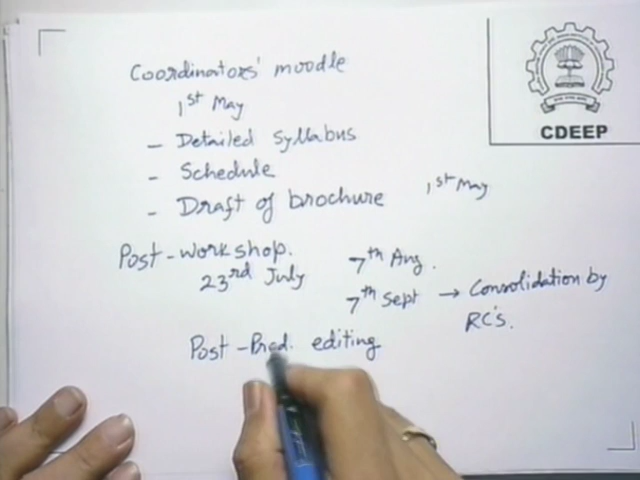 Coordinators' moodle
1st May
- Detailed syllabus
- Schedule
- Draft of brochure 1st May
Post-workshop.
23rd July
7th Aug.
7th Sept → Consolidation by
RC's.
Post-Prod. editing
CDEEP